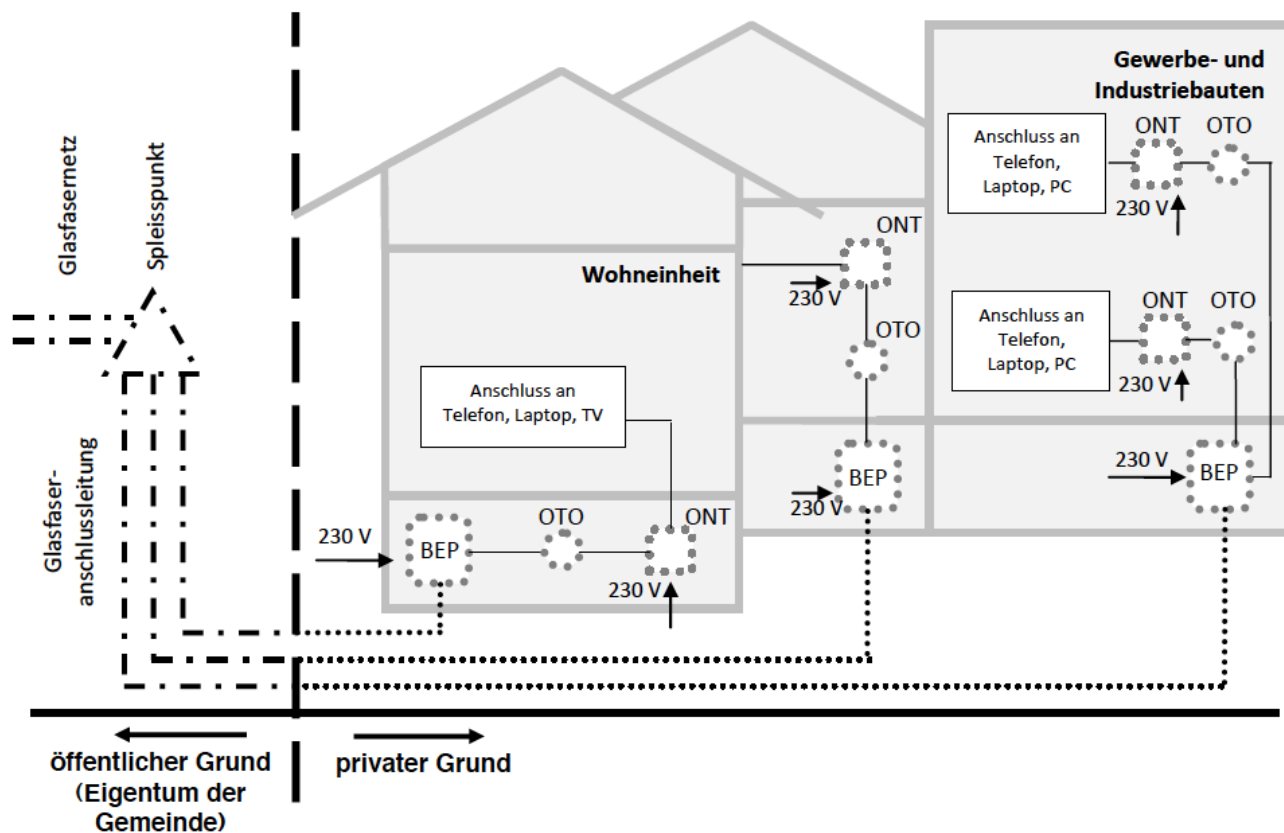 Glasfasernetz
Spleisspunkt
Glasfaser-
anschlussleitung
Gewerbe- und
Industriebauten
Anschluss an
Telefon,
Laptop, PC
ONT
OTO
230 V
Anschluss an
Telefon,
Laptop, PC
ONT
OTO
230 V
230 V
BEP
Wohneinheit
ONT
230 V
OTO
BEP
230 V
Anschluss an
Telefon, Laptop, TV
230 V
BEP
OTO
ONT
230 V
öffentlicher Grund
(Eigentum der
Gemeinde)
privater Grund